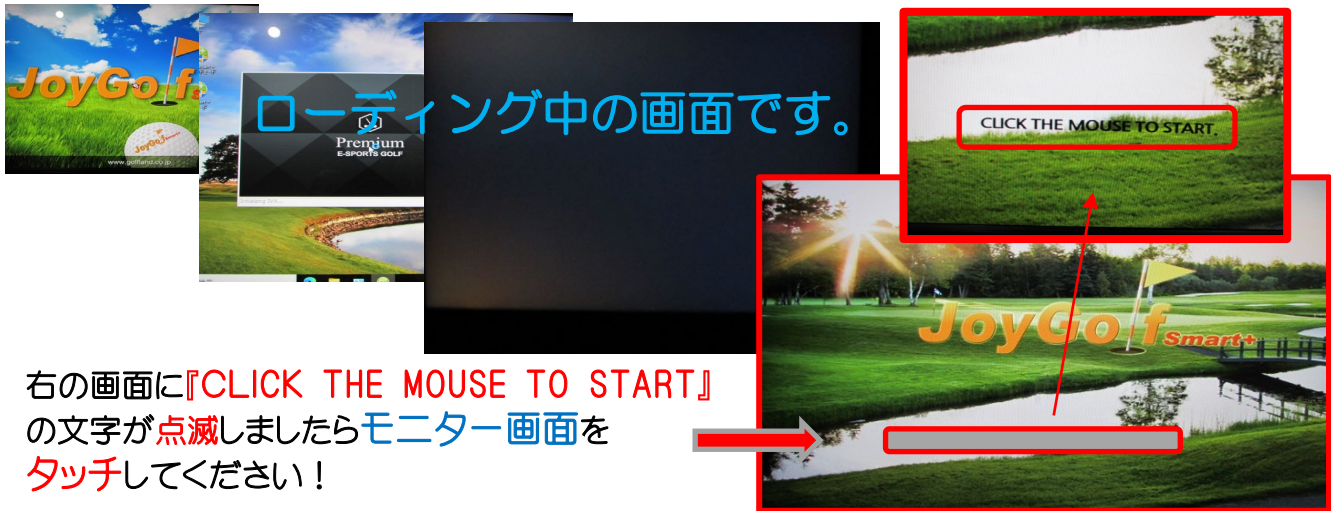 JoyGolf
JoyGolf
www.golfland.co.jp
Premium
E-SPORTS GOLF
ローディング中の画面です。
CLICK THE MOUSE TO START.
JoyGolf
Smart+
右の画面に『CLICK THE MOUSE TO START』
の文字が点滅しましたらモニター画面を
タッチしてください！